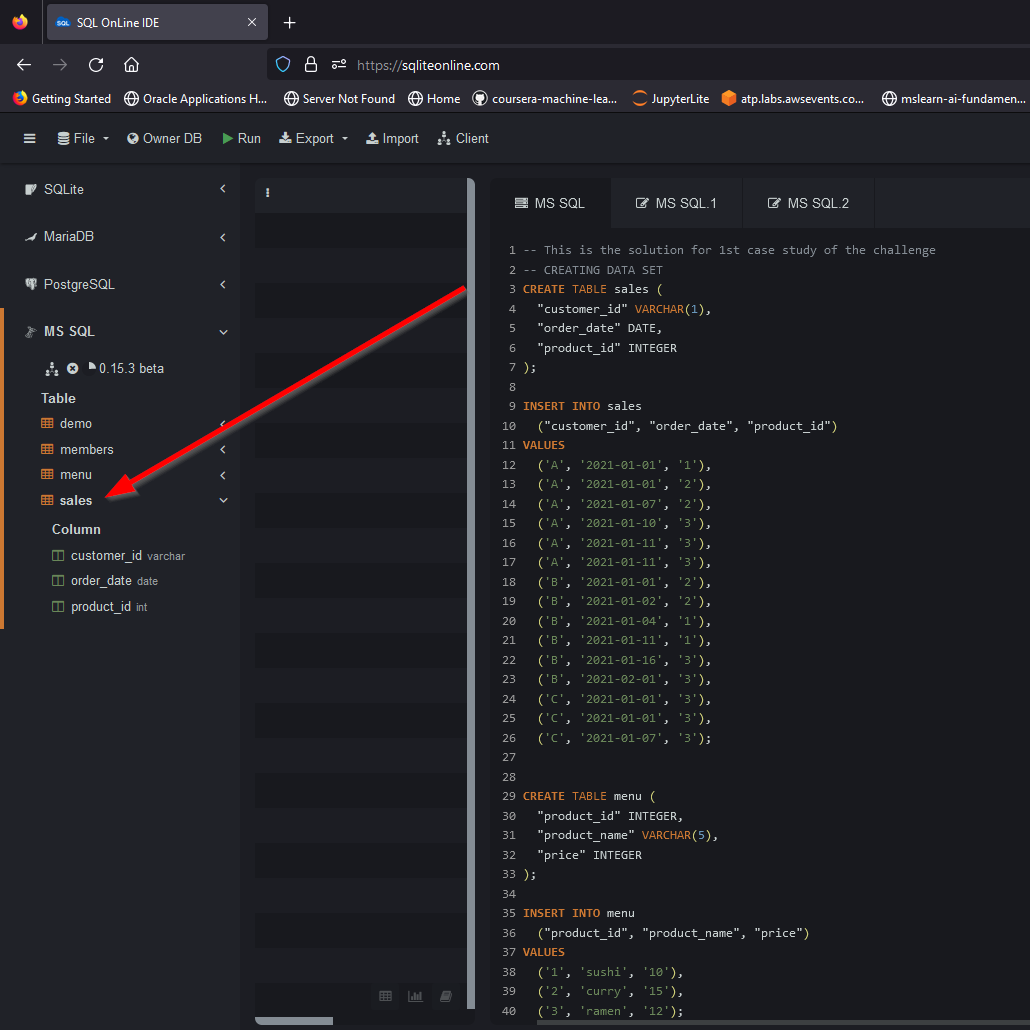 SQL OnLine IDE
https://sqliteonline.com
Getting Started Oracle Applications H... Server Not Found Home coursera-machine-lea... JupyterLite atp.labs.awsevents.co... mslearn-ai-fundamen...
File Owner DB Run Export Import Client
SQLite
MariaDB
PostgreSQL
MS SQL
0.15.3 beta
Table
demo
members
menu
sales
Column
customer_id varchar
order_date date
product_id int
MS SQL MS SQL.1 MS SQL.2
1 -- This is the solution for 1st case study of the challenge
2 -- CREATING DATA SET
3 CREATE TABLE sales (
4 "customer_id" VARCHAR(1),
5 "order_date" DATE,
6 "product_id" INTEGER
7 );
8
9 INSERT INTO sales
10 ("customer_id", "order_date", "product_id")
11 VALUES
12 ('A', '2021-01-01', '1'),
13 ('A', '2021-01-01', '2'),
14 ('A', '2021-01-07', '2'),
15 ('A', '2021-01-10', '3'),
16 ('A', '2021-01-11', '3'),
17 ('A', '2021-01-11', '3'),
18 ('B', '2021-01-01', '2'),
19 ('B', '2021-01-02', '2'),
20 ('B', '2021-01-04', '1'),
21 ('B', '2021-01-11', '1'),
22 ('B', '2021-01-16', '3'),
23 ('B', '2021-02-01', '3'),
24 ('C', '2021-01-01', '3'),
25 ('C', '2021-01-01', '3'),
26 ('C', '2021-01-07', '3');
27
28
29 CREATE TABLE menu (
30 "product_id" INTEGER,
31 "product_name" VARCHAR(5),
32 "price" INTEGER
33 );
34
35 INSERT INTO menu
36 ("product_id", "product_name", "price")
37 VALUES
38 ('1', 'sushi', '10'),
39 ('2', 'curry', '15'),
40 ('3', 'ramen', '12');